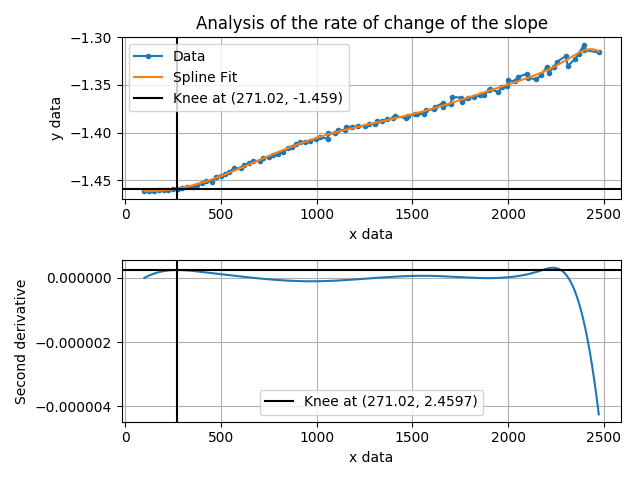 Analysis of the rate of change of the slope
−1.30
−1.35
−1.40
−1.45
y data
Data
Spline Fit
Knee at (271.02, -1.459)
0 500 1000 1500 2000 2500
x data
0.000000
−0.000002
−0.000004
Second derivative
Knee at (271.02, 2.4597)
0 500 1000 1500 2000 2500
x data